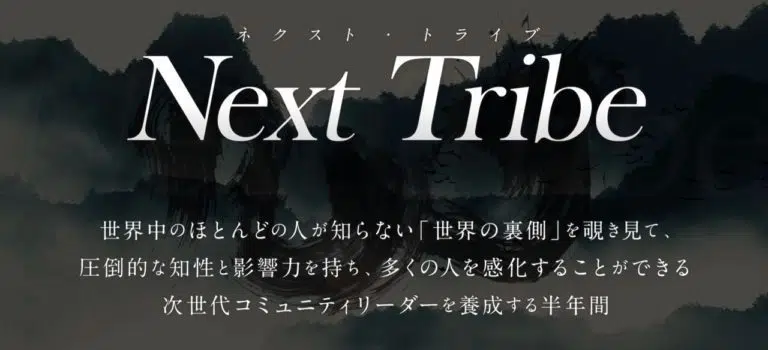 ネクスト・トライブ
Next Tribe
世界中のほとんどの人が知らない「世界の裏側」を覗き見て、
圧倒的な知性と影響力を持ち、多くの人を感化することができる
次世代コミュニティリーダーを養成する半年間